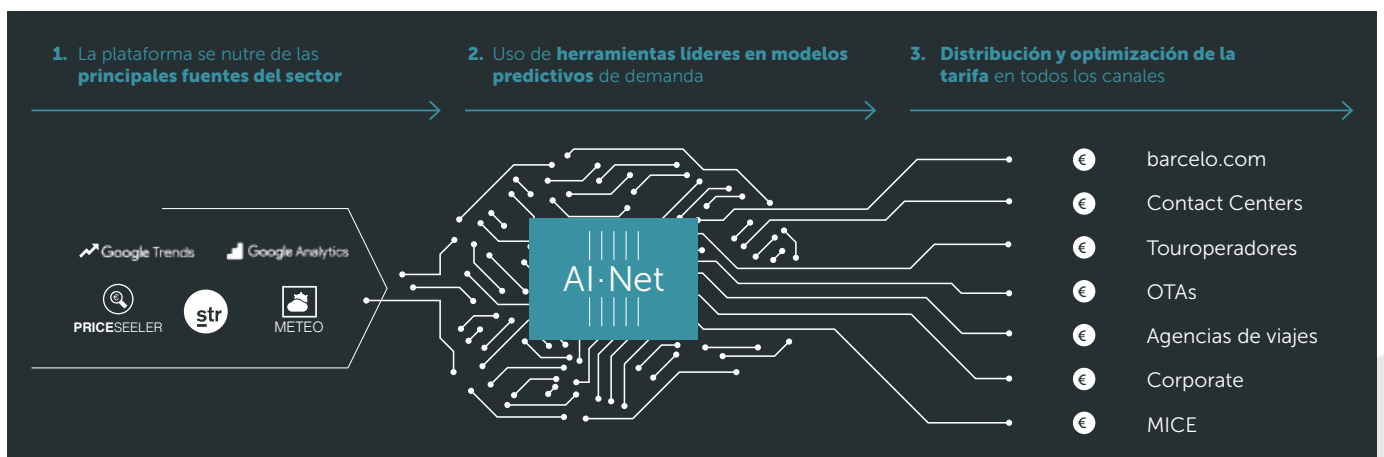 1. La plataforma se nutre de las
principales fuentes del sector
2. Uso de herramientas líderes en modelos
predictivos de demanda
3. Distribución y optimización de la
tarifa en todos los canales
Google Trends
Google Analytics
PRICESEELER
str
METEO
AI·Net
€ barcelo.com
€ Contact Centers
€ Touroperadores
€ OTAs
€ Agencias de viajes
€ Corporate
€ MICE